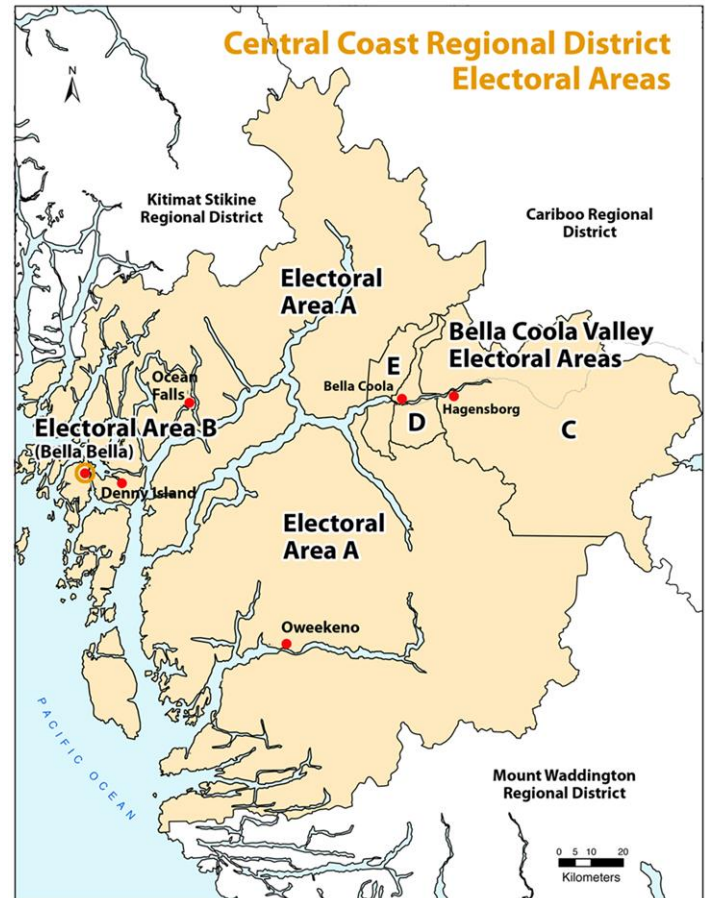 Central Coast Regional District
Electoral Areas
N
Kitimat Stikine
Regional District
Cariboo Regional
District
Electoral
Area A
Bella Coola Valley
Electoral Areas
E
Bella Coola
Ocean
Falls
Hagensborg
D
C
Electoral Area B
(Bella Bella)
Denny Island
Electoral
Area A
Oweekeno
PACIFIC OCEAN
Mount Waddington
Regional District
0 5 10 20
Kilometers